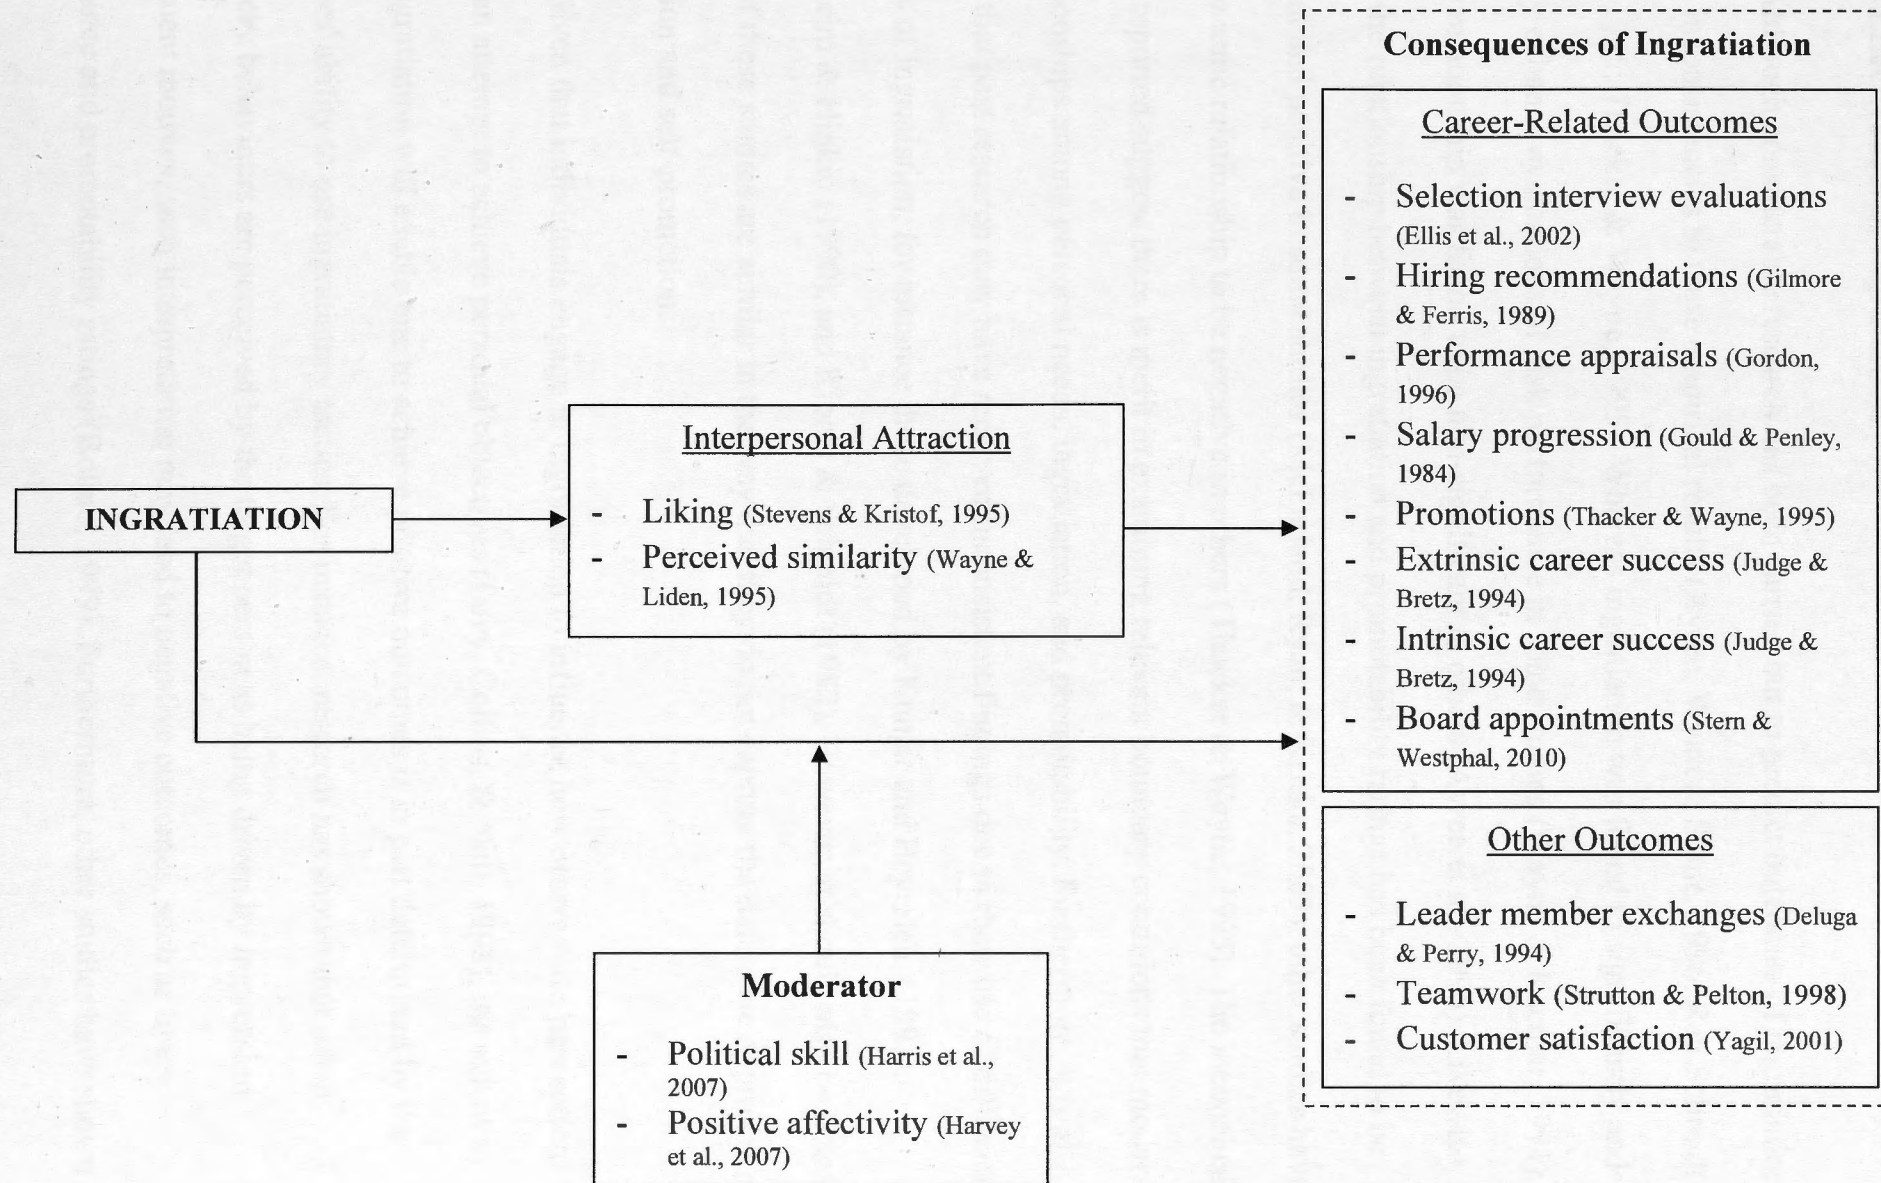 Consequences of Ingratiation
Career-Related Outcomes
- Selection interview evaluations
(Ellis et al., 2002)
- Hiring recommendations (Gilmore
& Ferris, 1989)
- Performance appraisals (Gordon,
1996)
- Salary progression (Gould & Penley,
1984)
- Promotions (Thacker & Wayne, 1995)
- Extrinsic career success (Judge &
Bretz, 1994)
- Intrinsic career success (Judge &
Bretz, 1994)
- Board appointments (Stern &
Westphal, 2010)
Other Outcomes
- Leader member exchanges (Deluga
& Perry, 1994)
- Teamwork (Strutton & Pelton, 1998)
- Customer satisfaction (Yagil, 2001)
Interpersonal Attraction
- Liking (Stevens & Kristof, 1995)
- Perceived similarity (Wayne &
Liden, 1995)
INGRATIATION
Moderator
- Political skill (Harris et al.,
2007)
- Positive affectivity (Harvey
et al., 2007)